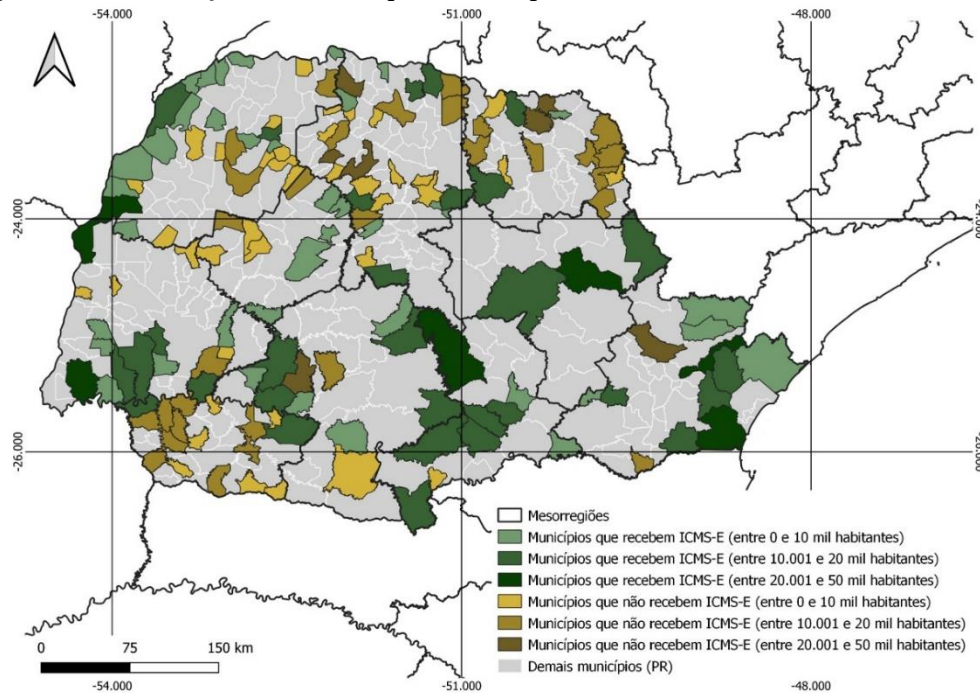 -54.000 -51.000 -48.000
-24.000 -24.000
-26.000 -26.000
Mesorregiões
Municípios que recebem ICMS-E (entre 0 e 10 mil habitantes)
Municípios que recebem ICMS-E (entre 10.001 e 20 mil habitantes)
Municípios que recebem ICMS-E (entre 20.001 e 50 mil habitantes)
Municípios que não recebem ICMS-E (entre 0 e 10 mil habitantes)
Municípios que não recebem ICMS-E (entre 10.001 e 20 mil habitantes)
Municípios que não recebem ICMS-E (entre 20.001 e 50 mil habitantes)
Demais municípios (PR)
0 75 150 km
-54.000 -51.000 -48.000